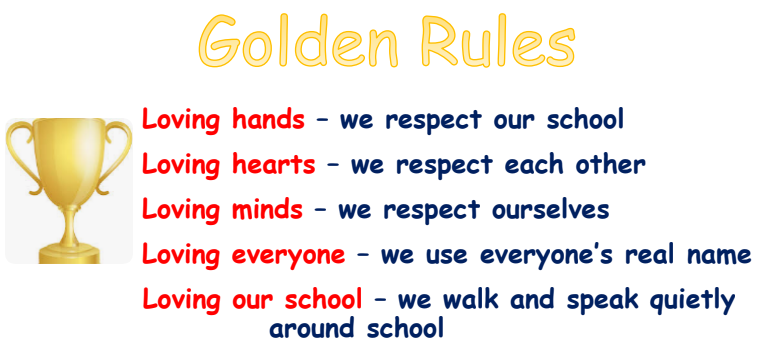 Golden Rules
Loving hands – we respect our school
Loving hearts – we respect each other
Loving minds – we respect ourselves
Loving everyone – we use everyone’s real name
Loving our school – we walk and speak quietly
around school